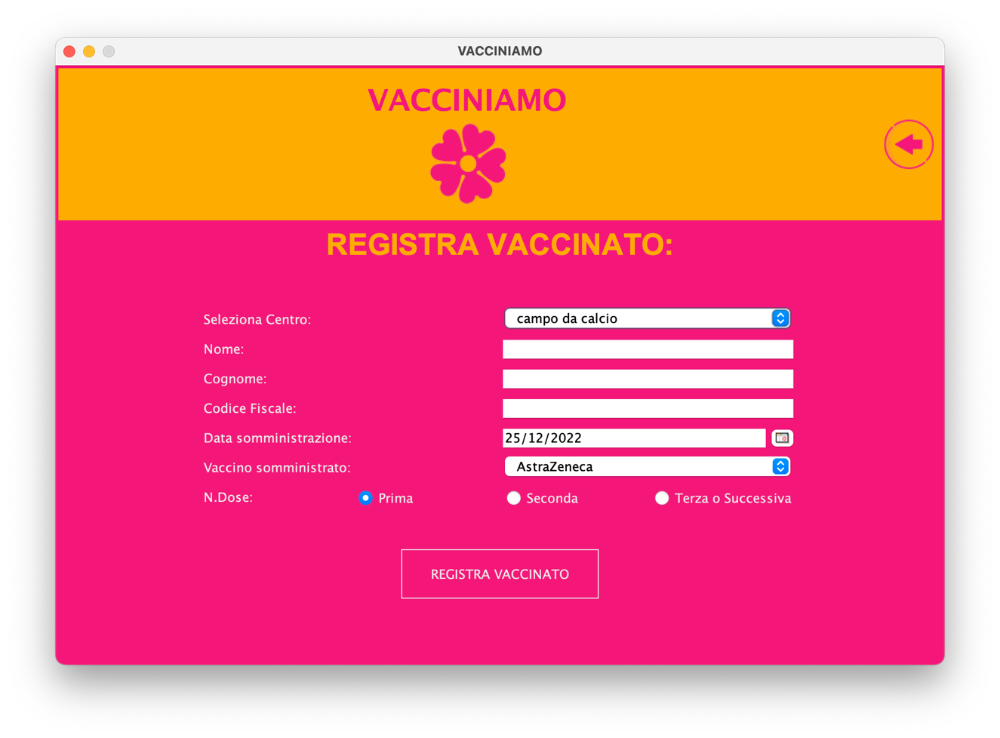 VACCINIAMO
VACCINIAMO
REGISTRA VACCINATO:
Seleziona Centro: campo da calcio
Nome:
Cognome:
Codice Fiscale:
Data somministrazione: 25/12/2022
Vaccino somministrato: AstraZeneca
N.Dose: Prima Seconda Terza o Successiva
REGISTRA VACCINATO